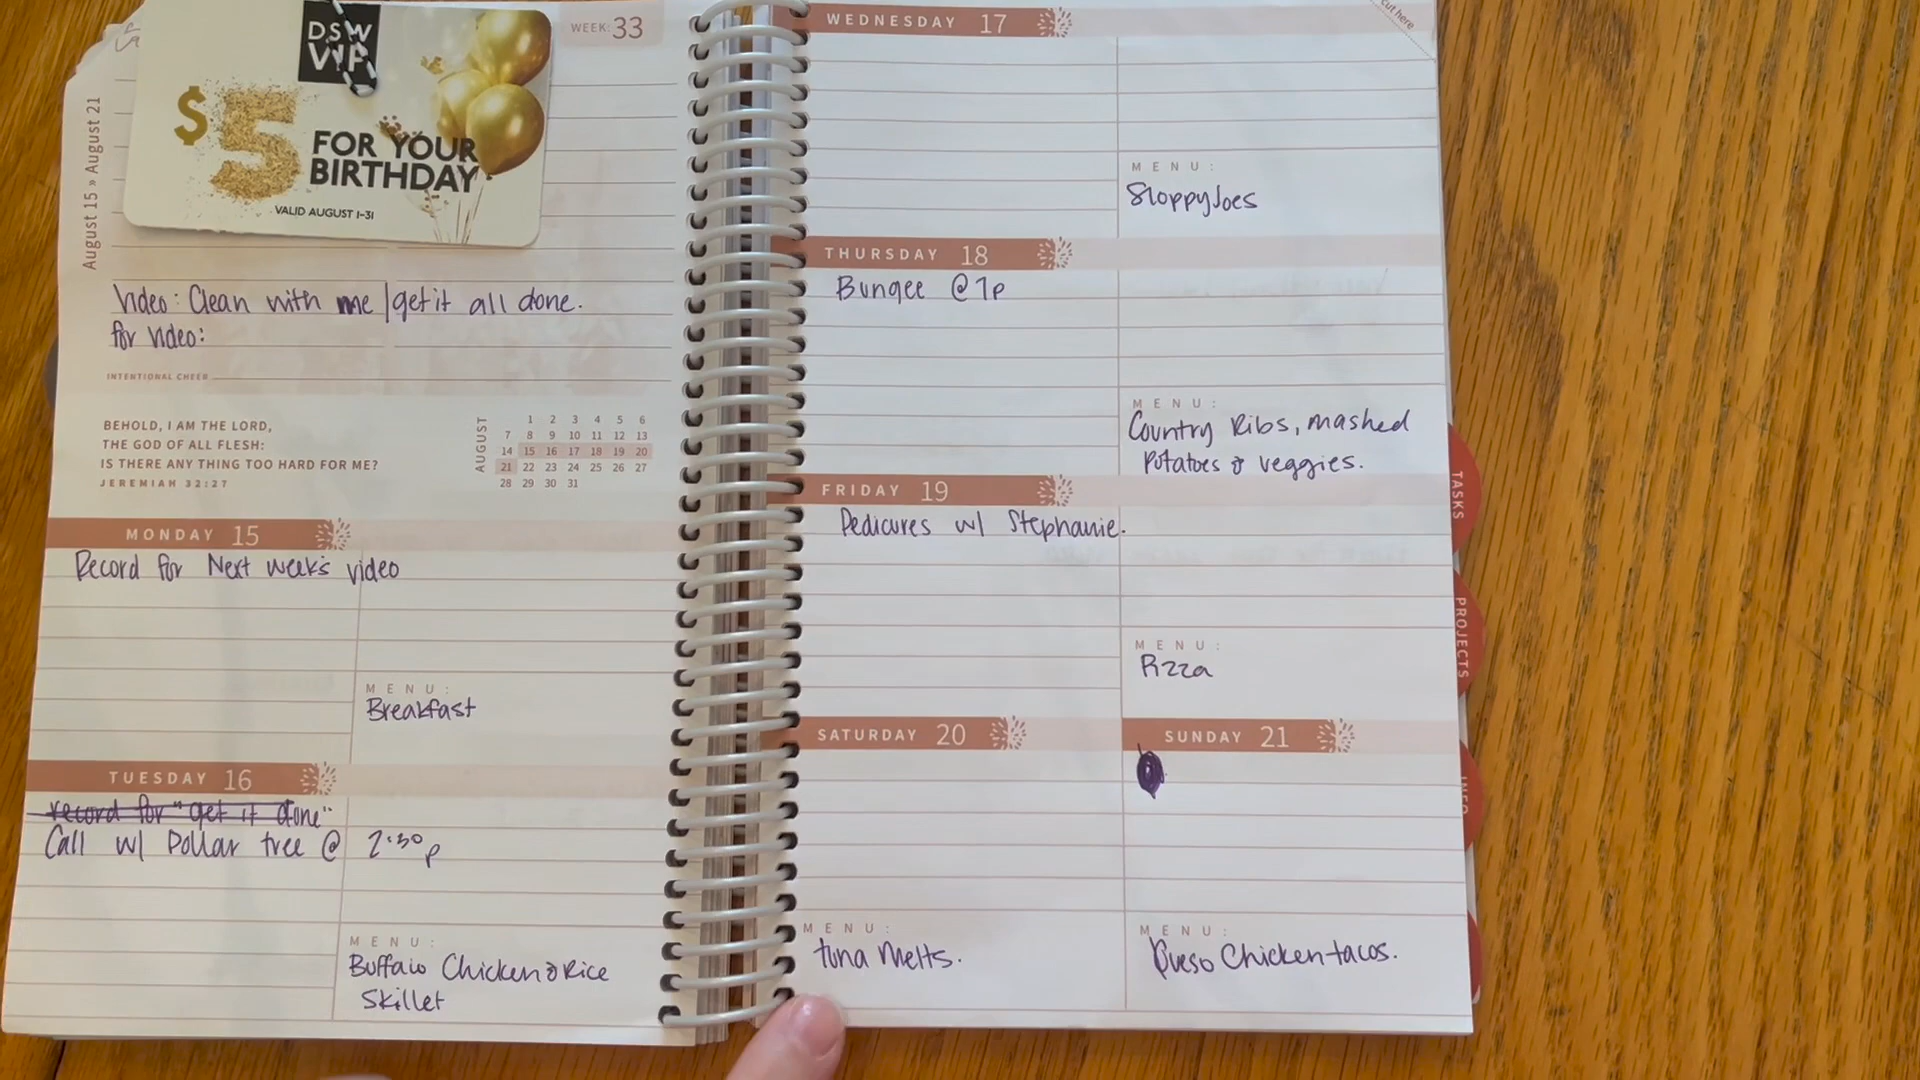 DSW
VIP
$5
FOR YOUR
BIRTHDAY
VALID AUGUST 1-31
WEEK: 33
August 15 » August 21
Video: Clean with me | get it all done.
for video:
INTENTIONAL CHEER
BEHOLD, I AM THE LORD,
THE GOD OF ALL FLESH:
IS THERE ANY THING TOO HARD FOR ME?
JEREMIAH 32:27
AUGUST
1 2 3 4 5 6
7 8 9 10 11 12 13
14 15 16 17 18 19 20
21 22 23 24 25 26 27
28 29 30 31
MONDAY 15
Record for Next week's video
MENU:
Breakfast
TUESDAY 16
record for "get it done"
Call w/ Dollar tree @ 2:30p
MENU:
Buffalo Chicken & Rice
Skillet
WEDNESDAY 17
cut here
MENU:
Sloppy Joes
THURSDAY 18
Bungee @ 1p
MENU:
Country Ribs, mashed
potatoes & veggies.
FRIDAY 19
Pedicures w/ Stephanie.
MENU:
Pizza
SATURDAY 20
MENU:
tuna melts.
SUNDAY 21
MENU:
Queso Chicken tacos.
TASKS
PROJECTS
INFO